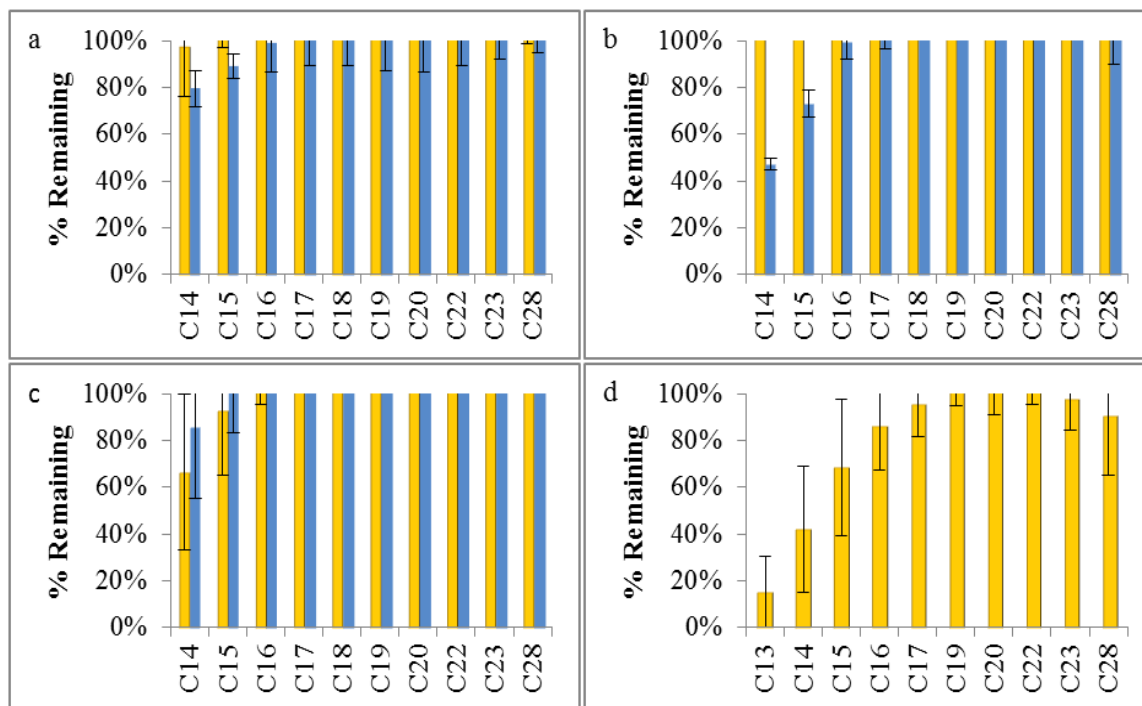 a
100%
80%
60%
40%
20%
0%
% Remaining
C14
C15
C16
C17
C18
C19
C20
C22
C23
C28
b
100%
80%
60%
40%
20%
0%
% Remaining
C14
C15
C16
C17
C18
C19
C20
C22
C23
C28
c
100%
80%
60%
40%
20%
0%
% Remaining
C14
C15
C16
C17
C18
C19
C20
C22
C23
C28
d
100%
80%
60%
40%
20%
0%
% Remaining
C13
C14
C15
C16
C17
C19
C20
C22
C23
C28